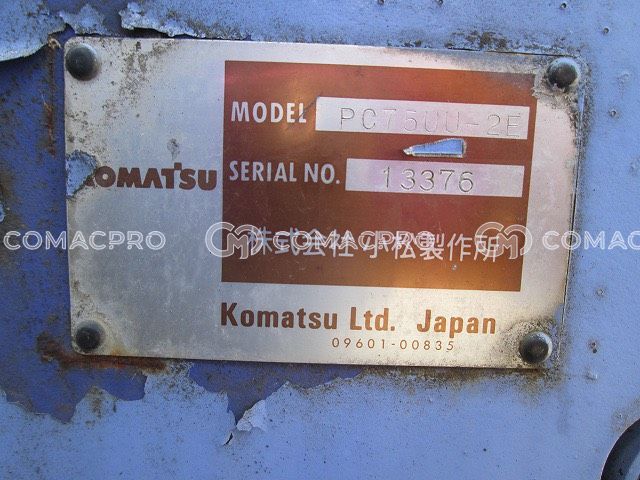 MODEL PC75UU-2E
KOMATSU
SERIAL NO. 13376
COMACPRO COMACPRO COMACPRO
株式会社小松製作所
Komatsu Ltd. Japan
09601-00835